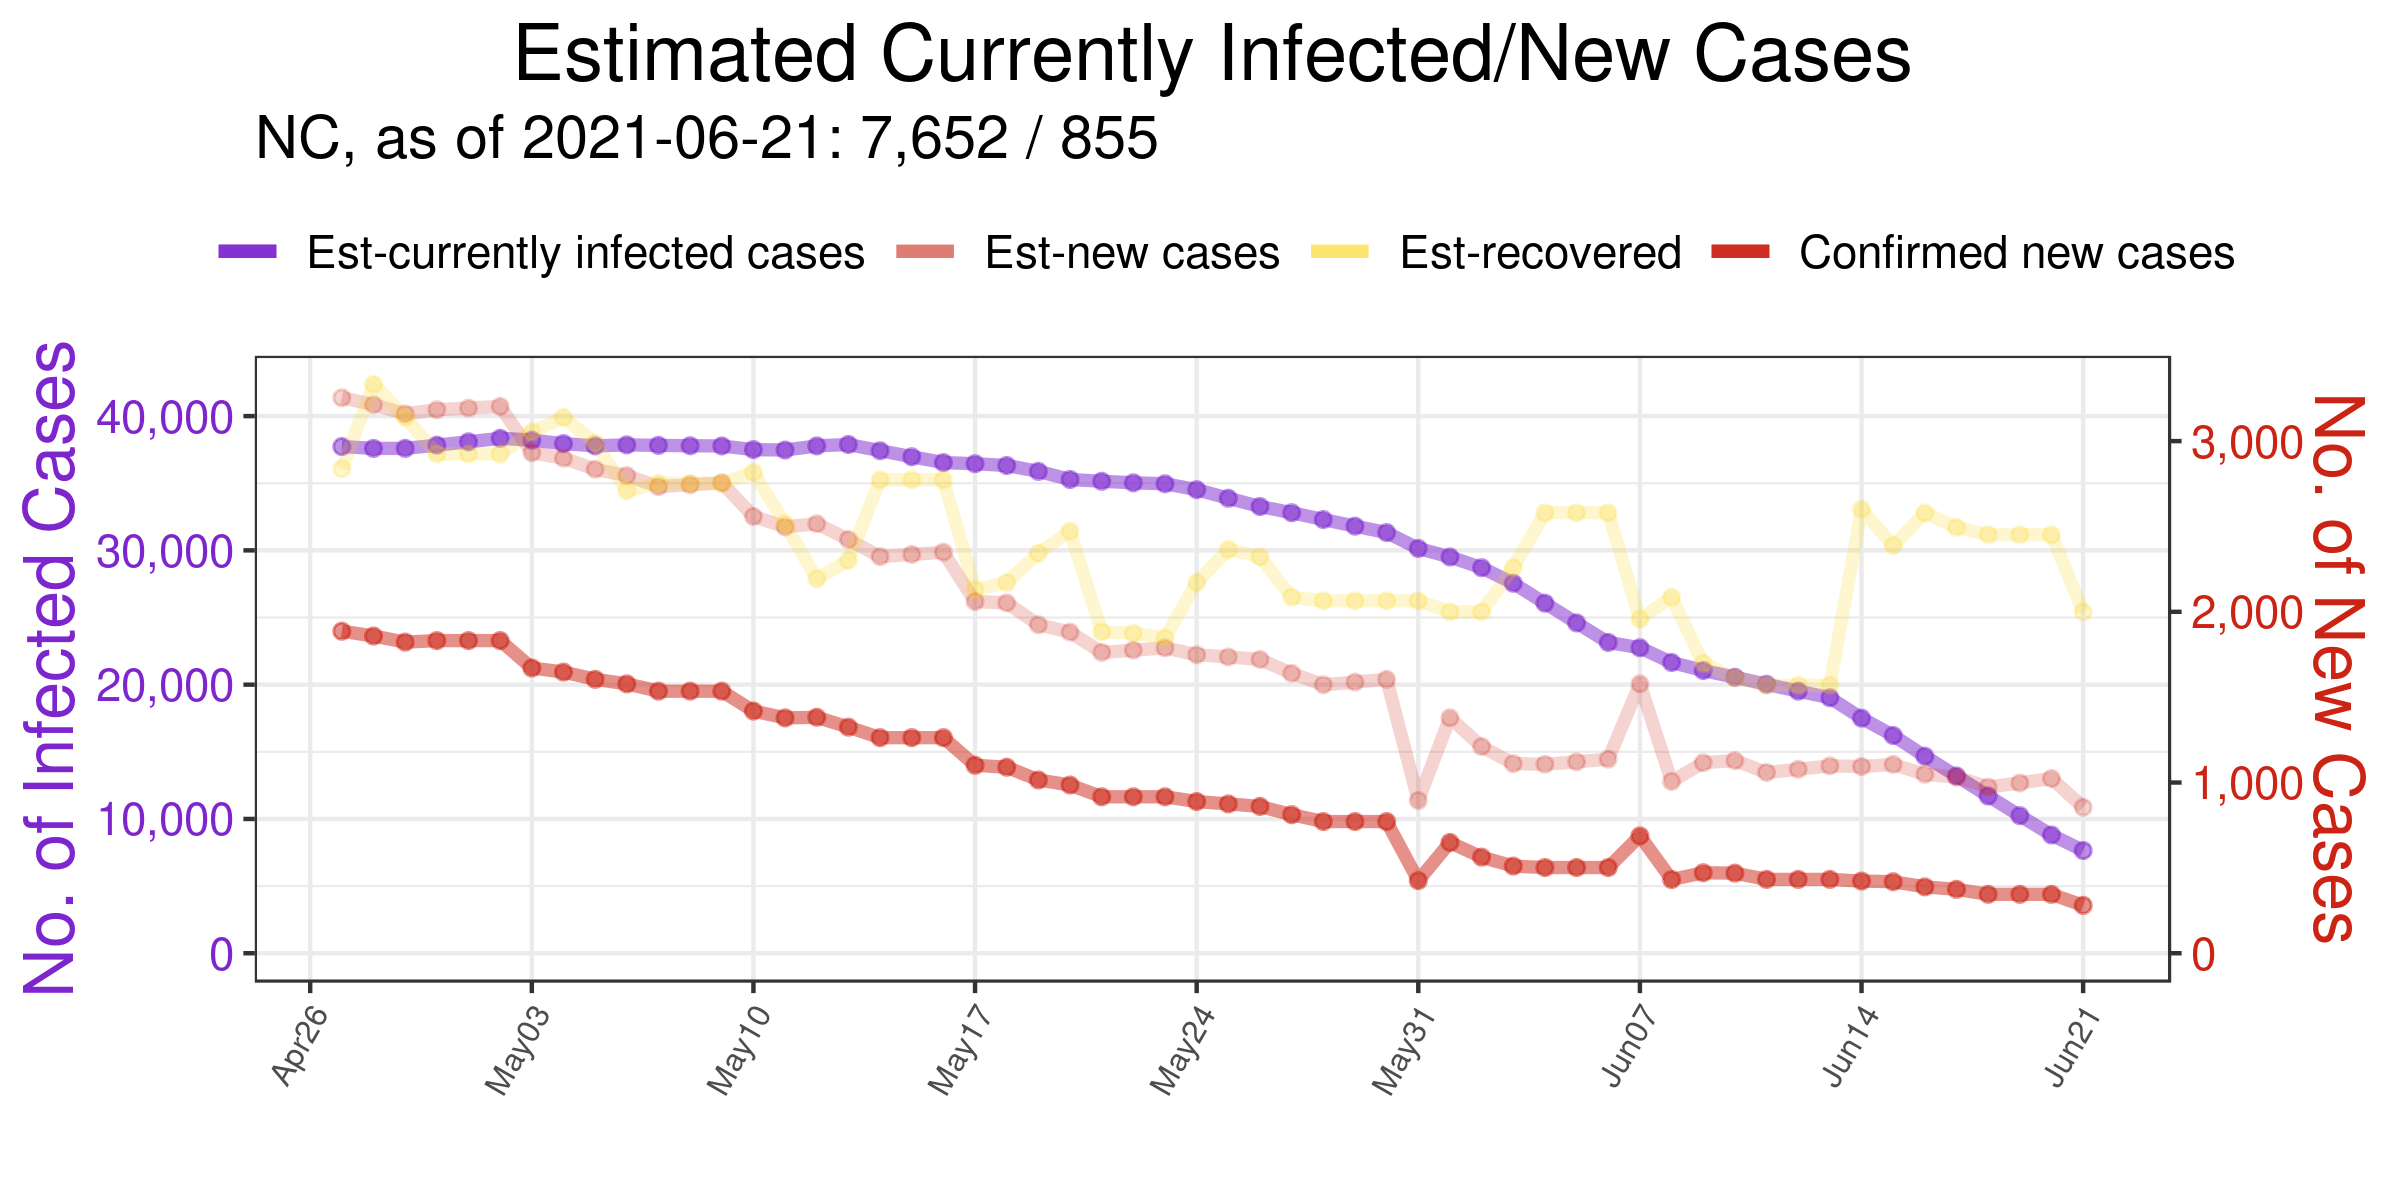 Estimated Currently Infected/New Cases
NC, as of 2021-06-21: 7,652 / 855
Est-currently infected cases Est-new cases Est-recovered Confirmed new cases
No. of Infected Cases
40,000
30,000
20,000
10,000
0
3,000
2,000
1,000
0
No. of New Cases
Apr26 May03 May10 May17 May24 May31 Jun07 Jun14 Jun21